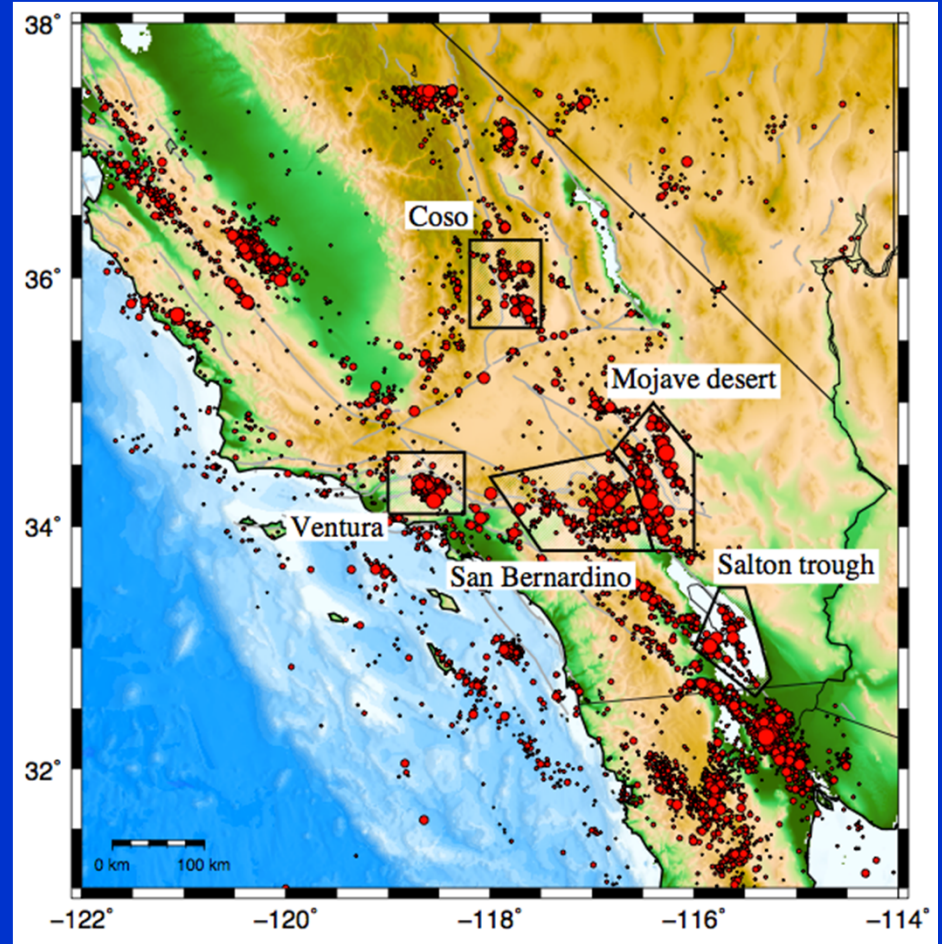 38°
Coso
36°
Mojave desert
34°
Ventura
San Bernardino
Salton trough
32°
0 km 100 km
−122° −120° −118° −116° −114°